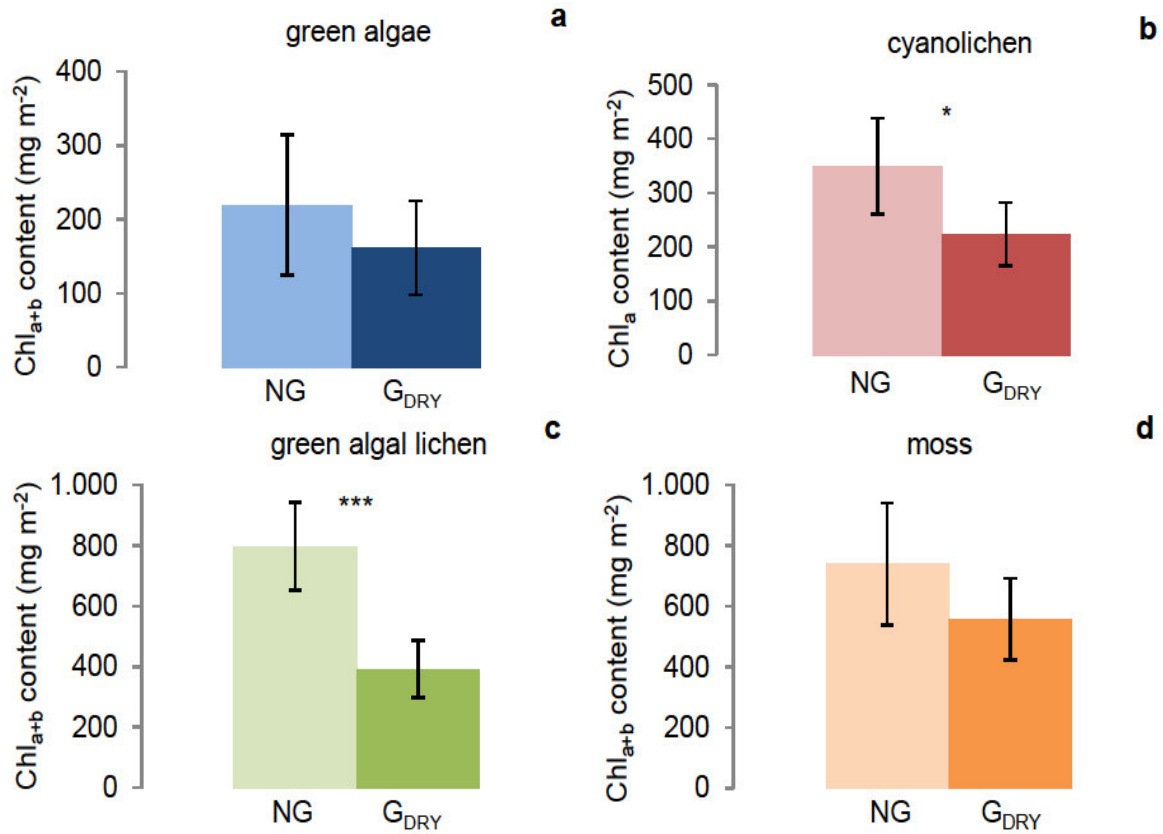 green algae
a
Chla+b content (mg m-2)
400
300
200
100
0
NG
GDRY
cyanolichen
b
Chla content (mg m-2)
500
400
300
200
100
0
*
NG
GDRY
green algal lichen
c
Chla+b content (mg m-2)
1.000
800
600
400
200
0
***
NG
GDRY
moss
d
Chla+b content (mg m-2)
1.000
800
600
400
200
0
NG
GDRY